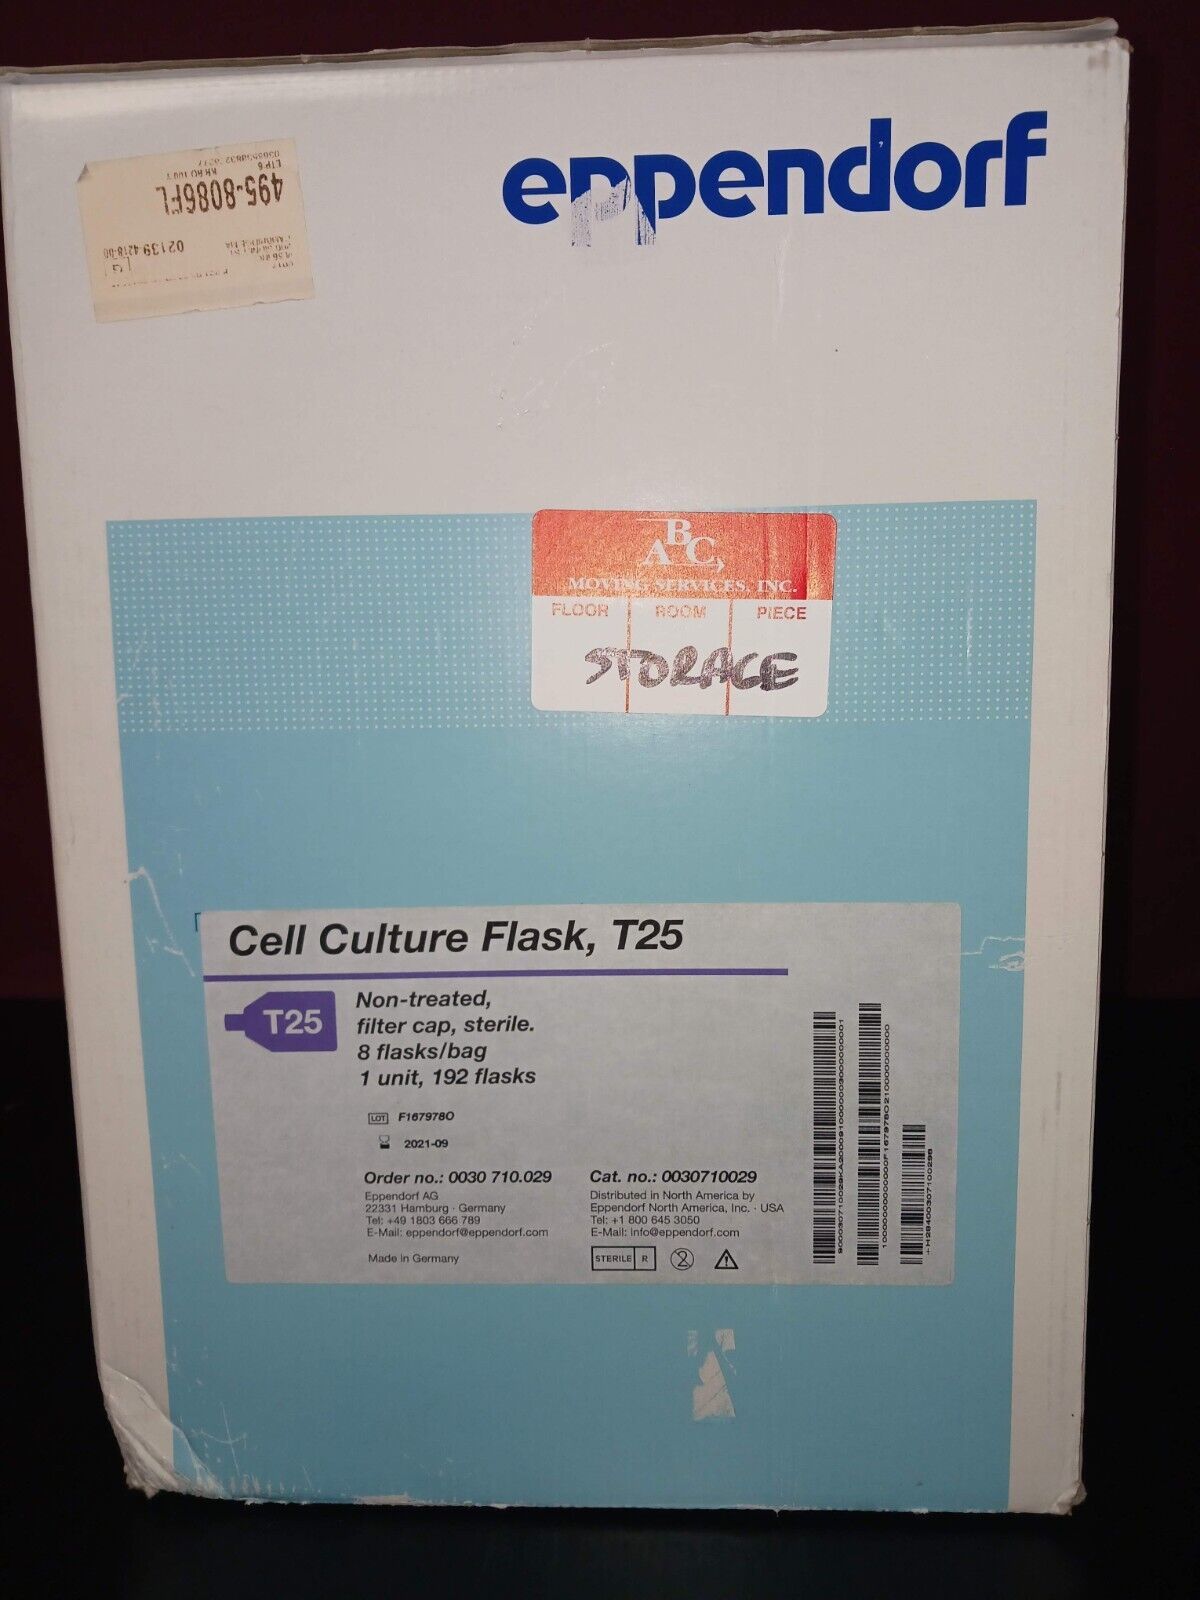 eppendorf
495-8086FL
02139-4218-00
ABC,
MOVING SERVICES, INC.
FLOOR ROOM PIECE
STORAGE
Cell Culture Flask, T25
T25
Non-treated,
filter cap, sterile.
8 flasks/bag
1 unit, 192 flasks
LOT F167978O
2021-09
Order no.: 0030 710.029
Eppendorf AG
22331 Hamburg · Germany
Tel: +49 1803 666 789
E-Mail: eppendorf@eppendorf.com
Made in Germany
Cat. no.: 0030710029
Distributed in North America by
Eppendorf North America, Inc. · USA
Tel: +1 800 645 3050
E-Mail: info@eppendorf.com
STERILE R
2